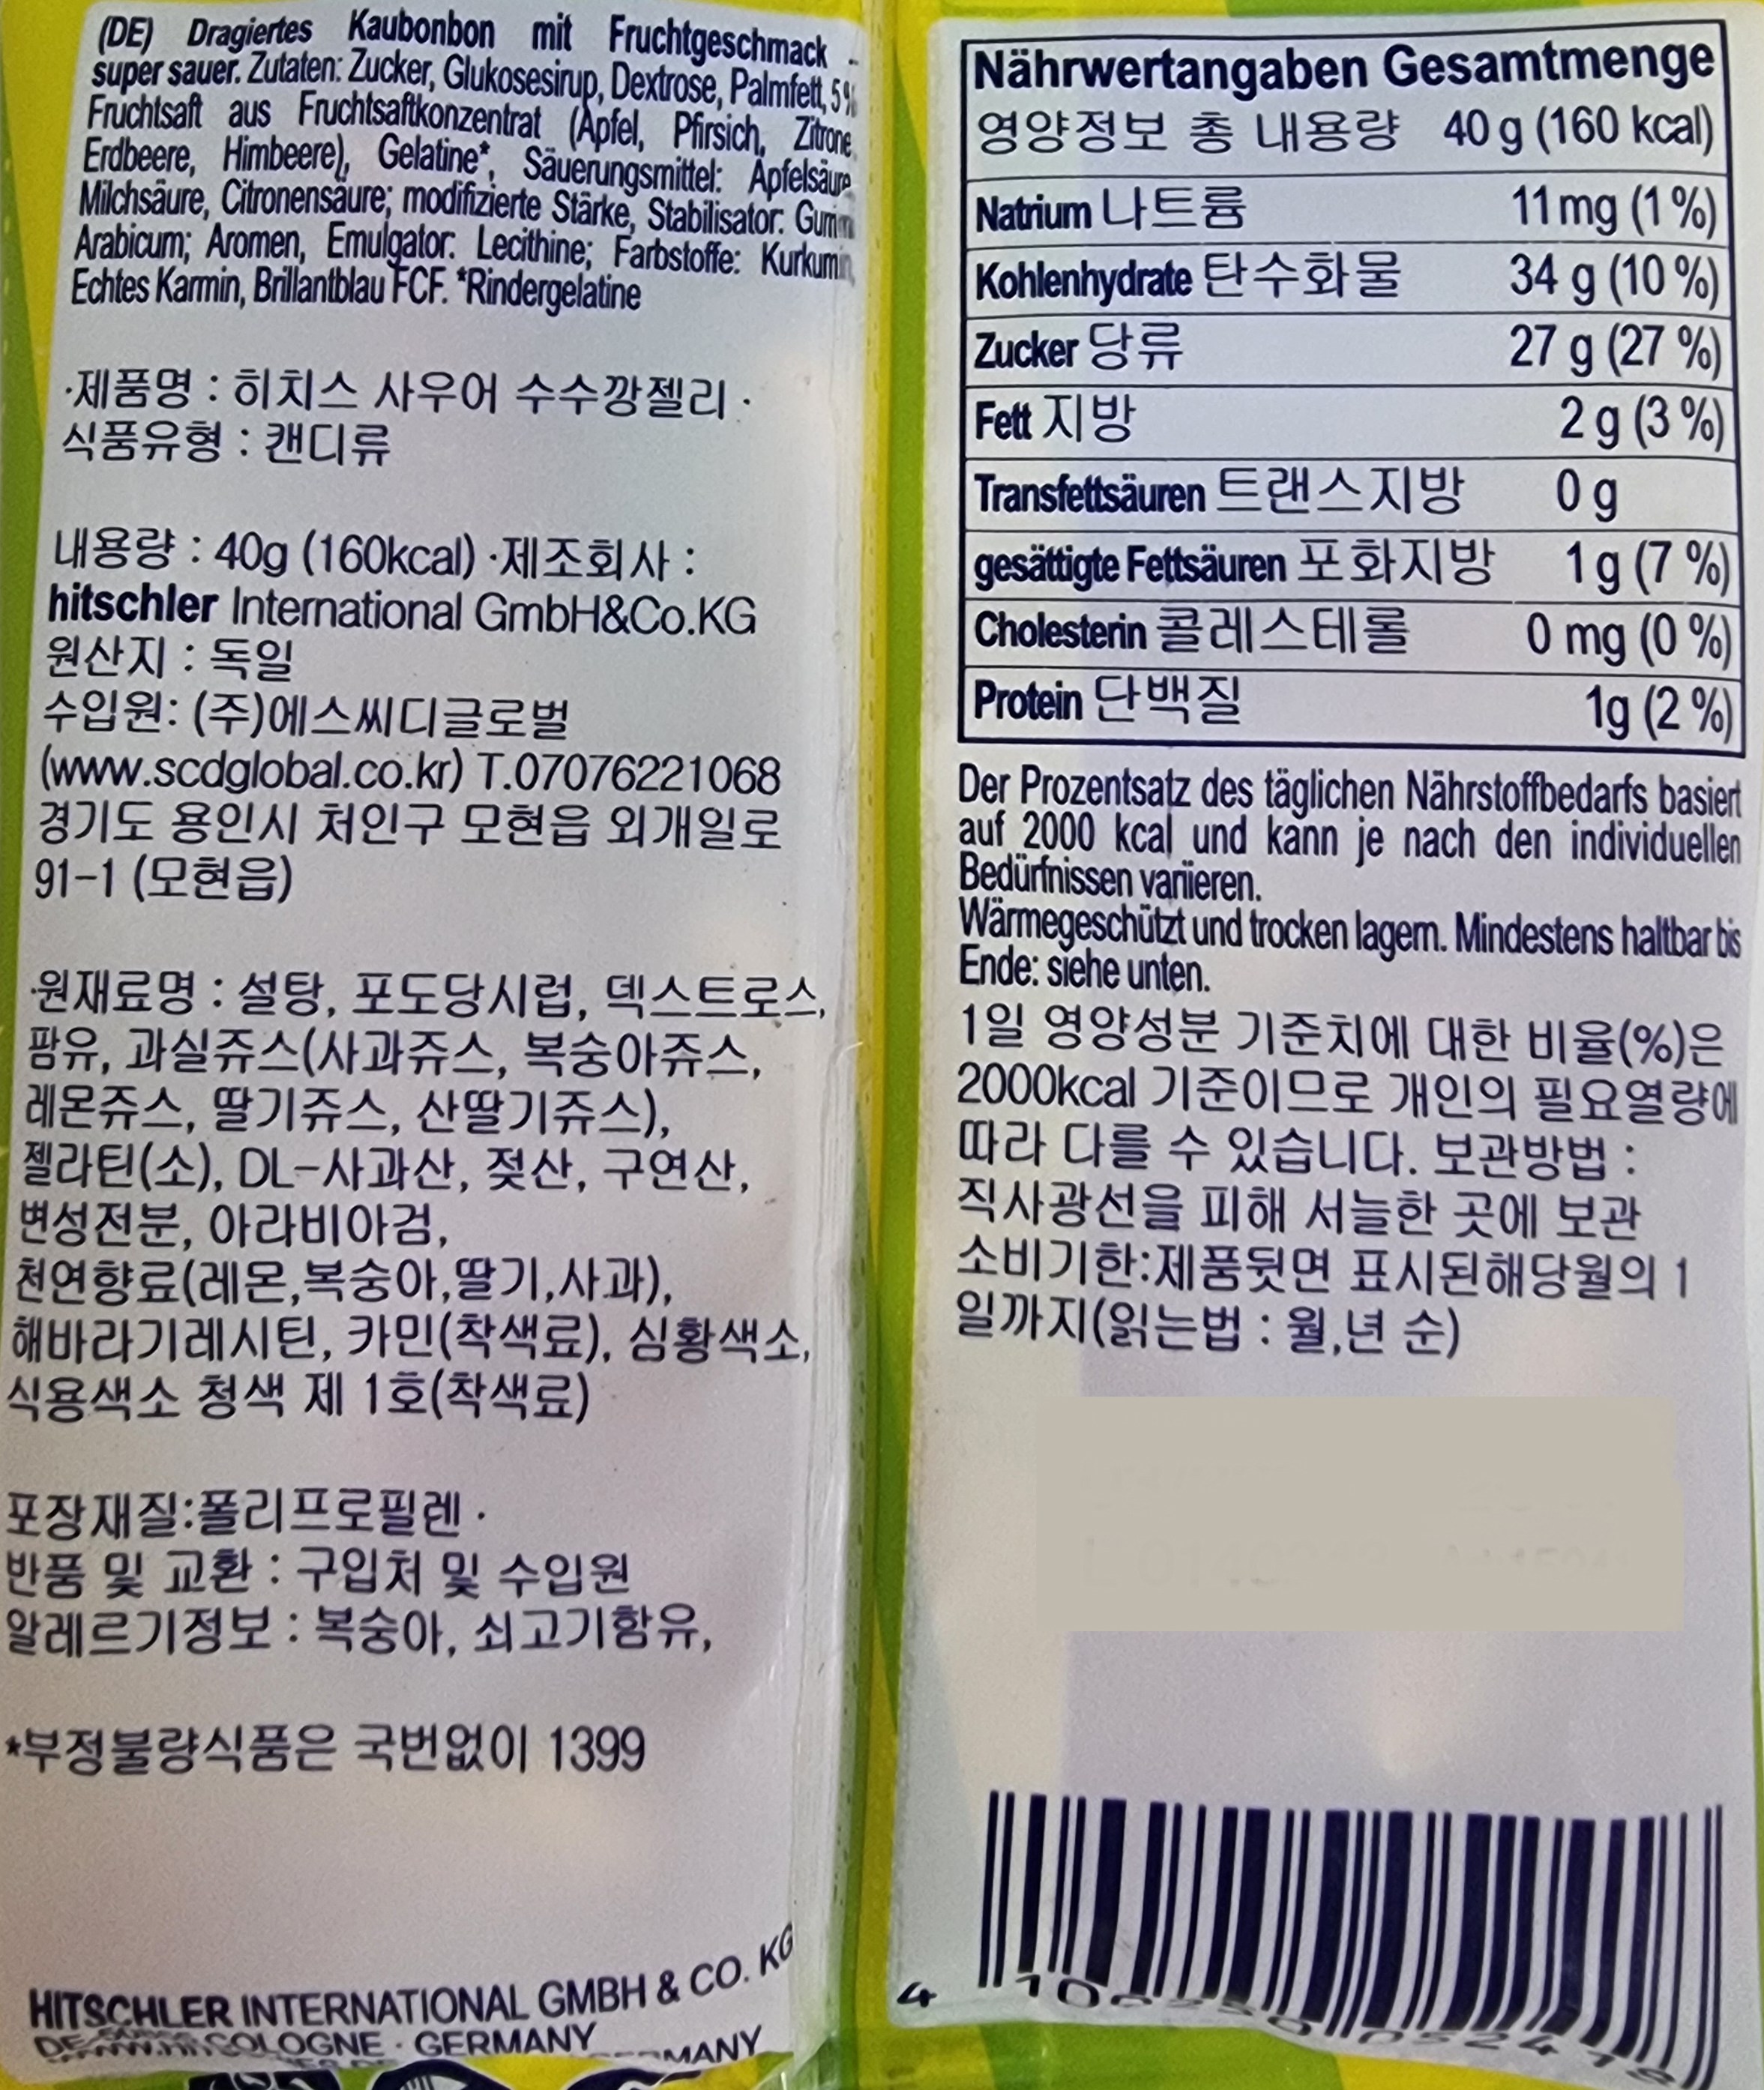 (DE) Dragiertes Kaubonbon mit Fruchtgeschmack -
super sauer. Zutaten: Zucker, Glukosesirup, Dextrose, Palmfett, 5%
Fruchtsaft aus Fruchtsaftkonzentrat (Apfel, Pfirsich, Zitrone,
Erdbeere, Himbeere), Gelatine*, Säuerungsmittel: Apfelsäure,
Milchsäure, Citronensäure; modifizierte Stärke, Stabilisator: Gummi
Arabicum; Aromen, Emulgator: Lecithine; Farbstoffe: Kurkumin,
Echtes Karmin, Brillantblau FCF. *Rindergelatine
·제품명 : 히치스 사우어 수수깡젤리 ·
식품유형 : 캔디류
내용량 : 40g (160kcal) ·제조회사 :
hitschler International GmbH&Co.KG
원산지 : 독일
수입원: (주)에스씨디글로벌
(www.scdglobal.co.kr) T.07076221068
경기도 용인시 처인구 모현읍 외개일로
91-1 (모현읍)
·원재료명 : 설탕, 포도당시럽, 덱스트로스,
팜유, 과실쥬스(사과쥬스, 복숭아쥬스,
레몬쥬스, 딸기쥬스, 산딸기쥬스),
젤라틴(소), DL-사과산, 젖산, 구연산,
변성전분, 아라비아검,
천연향료(레몬,복숭아,딸기,사과),
해바라기레시틴, 카민(착색료), 심황색소,
식용색소 청색 제 1호(착색료)
포장재질:폴리프로필렌 ·
반품 및 교환 : 구입처 및 수입원
알레르기정보 : 복숭아, 쇠고기함유,
*부정불량식품은 국번없이 1399
HITSCHLER INTERNATIONAL GMBH & CO. KG
COLOGNE · GERMANY
Nährwertangaben Gesamtmenge
영양정보 총 내용량 40 g (160 kcal)
Natrium 나트륨 11 mg (1 %)
Kohlenhydrate 탄수화물 34 g (10 %)
Zucker 당류 27 g (27 %)
Fett 지방 2 g (3 %)
Transfettsäuren 트랜스지방 0 g
gesättigte Fettsäuren 포화지방 1 g (7 %)
Cholesterin 콜레스테롤 0 mg (0 %)
Protein 단백질 1g (2 %)
Der Prozentsatz des täglichen Nährstoffbedarfs basiert
auf 2000 kcal und kann je nach den individuellen
Bedürfnissen variieren.
Wärmegeschützt und trocken lagern. Mindestens haltbar bis
Ende: siehe unten.
1일 영양성분 기준치에 대한 비율(%)은
2000kcal 기준이므로 개인의 필요열량에
따라 다를 수 있습니다. 보관방법 :
직사광선을 피해 서늘한 곳에 보관
소비기한:제품뒷면 표시된해당월의 1
일까지(읽는법 : 월,년 순)